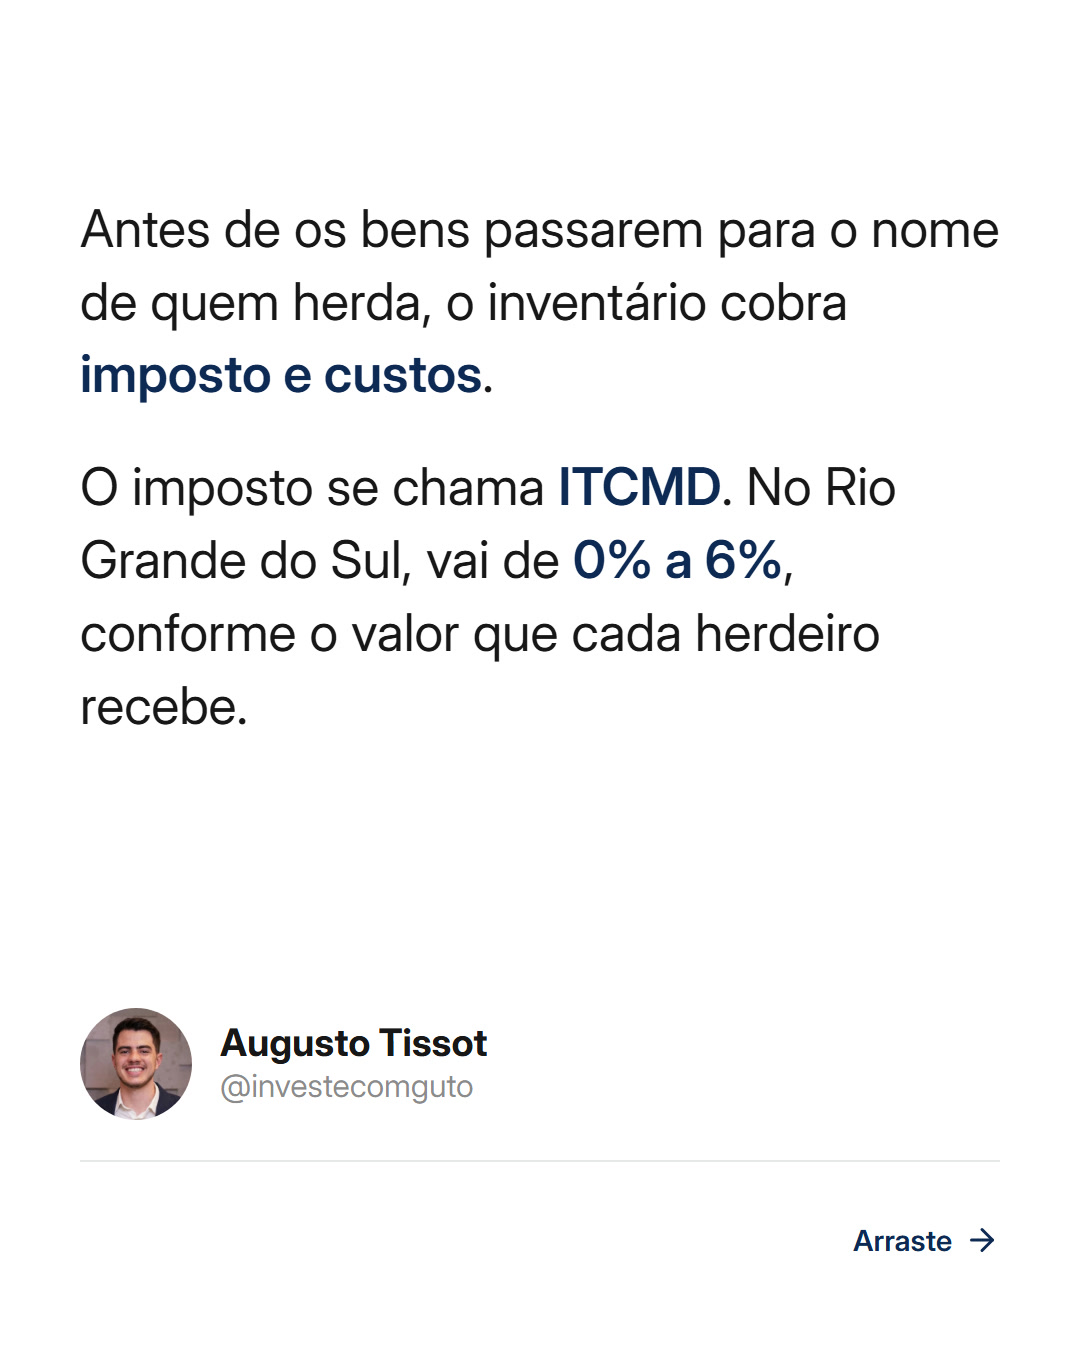 Antes de os bens passarem para o nome
de quem herda, o inventário cobra
imposto e custos.
O imposto se chama ITCMD. No Rio
Grande do Sul, vai de 0% a 6%,
conforme o valor que cada herdeiro
recebe.
Augusto Tissot
@investecomguto
Arraste →